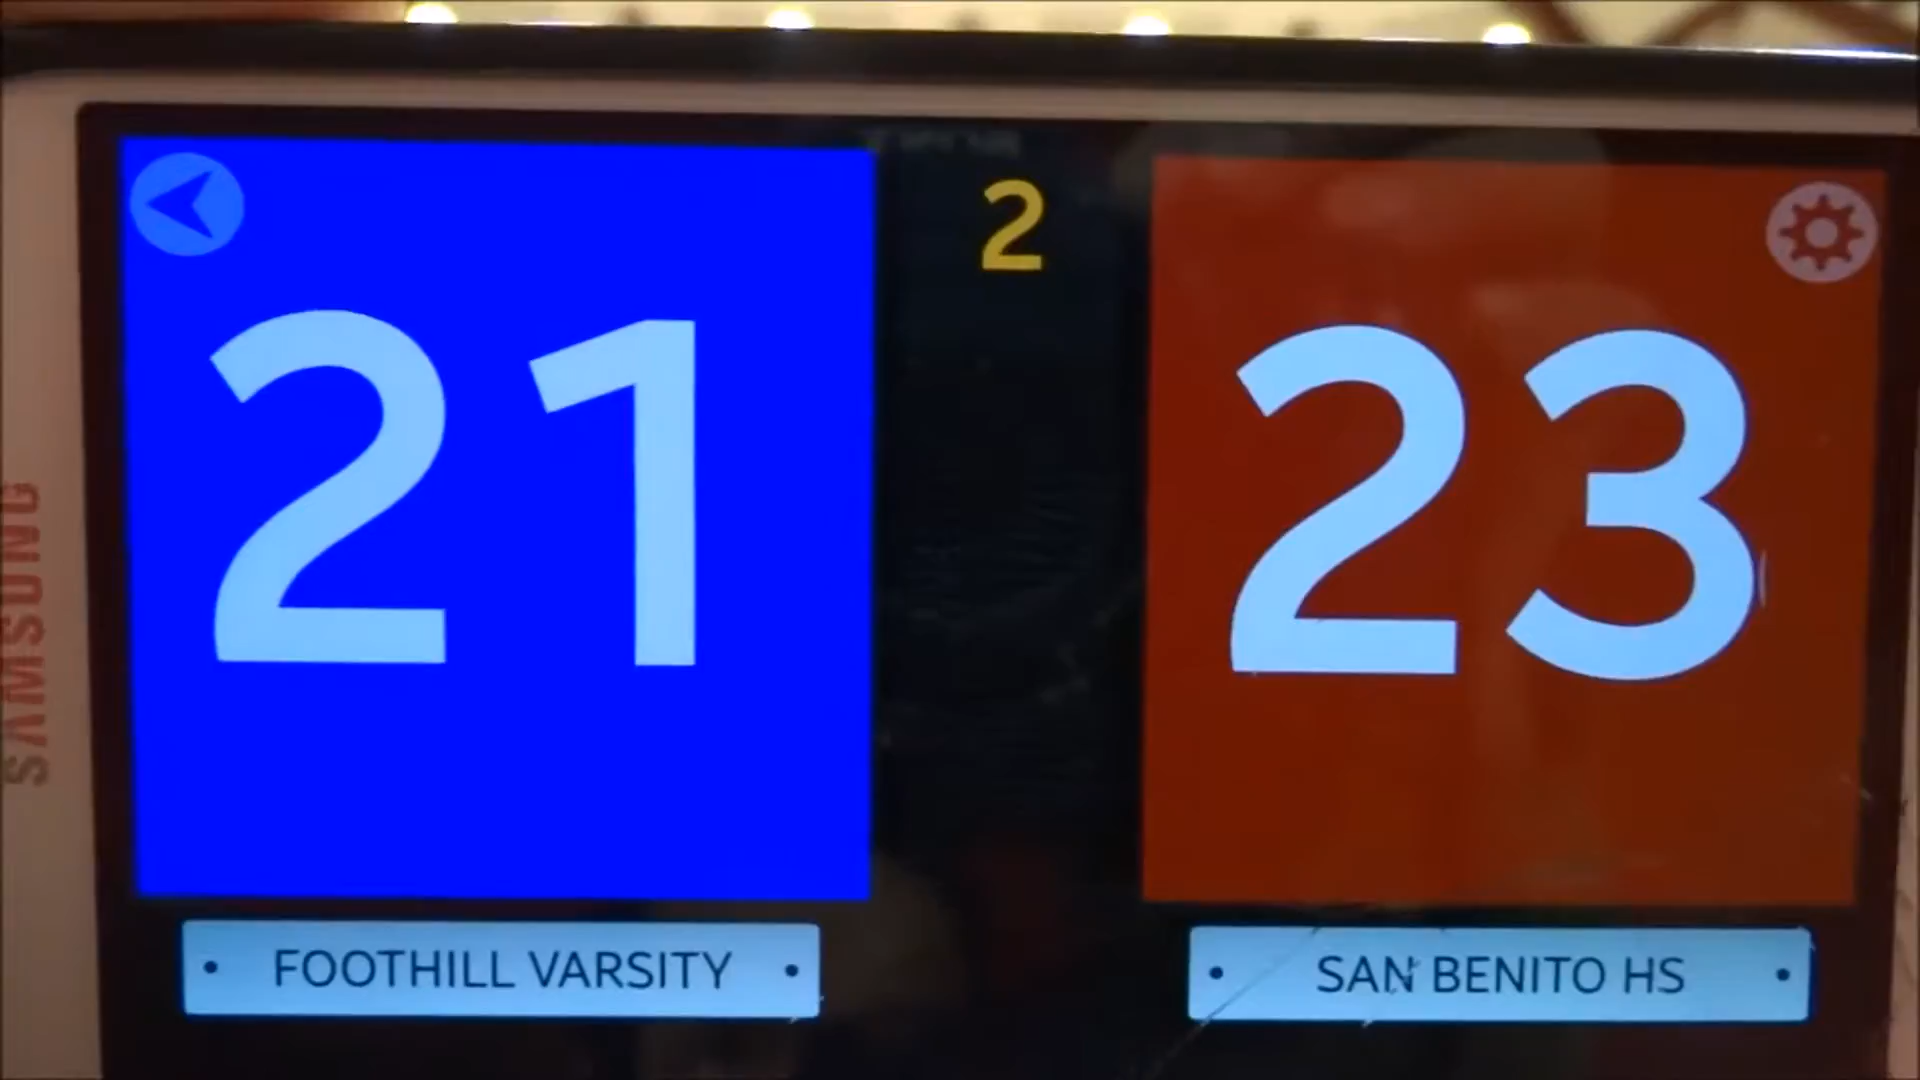 2
21
23
SAMSUNG
FOOTHILL VARSITY
SAN BENITO HS